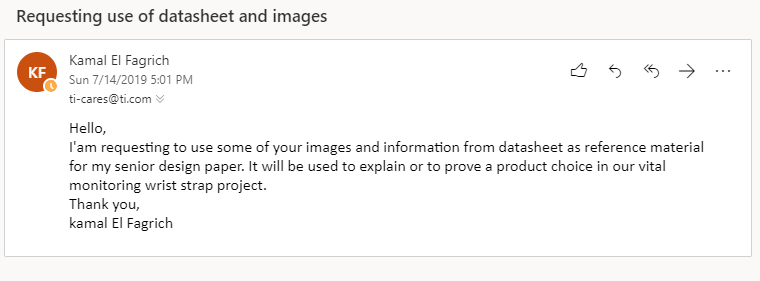 Requesting use of datasheet and images
KF
Kamal El Fagrich
Sun 7/14/2019 5:01 PM
ti-cares@ti.com
Hello,
I'am requesting to use some of your images and information from datasheet as reference material
for my senior design paper. It will be used to explain or to prove a product choice in our vital
monitoring wrist strap project.
Thank you,
kamal El Fagrich